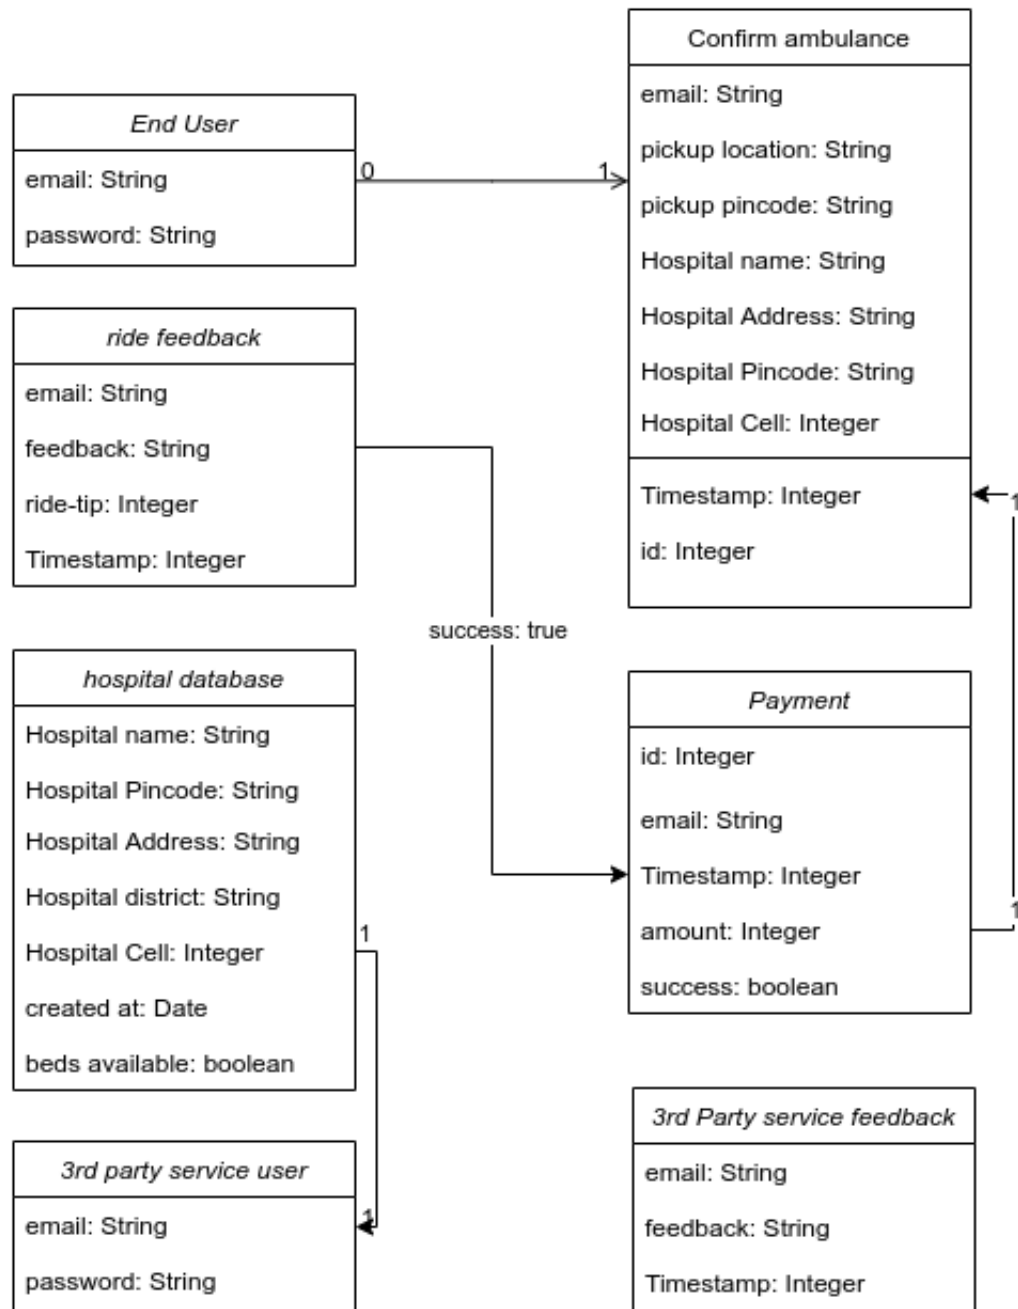 Confirm ambulance
email: String
pickup location: String
pickup pincode: String
Hospital name: String
Hospital Address: String
Hospital Pincode: String
Hospital Cell: Integer
Timestamp: Integer
id: Integer
End User
email: String
password: String
0
1
ride feedback
email: String
feedback: String
ride-tip: Integer
Timestamp: Integer
success: true
1
1
hospital database
Hospital name: String
Hospital Pincode: String
Hospital Address: String
Hospital district: String
Hospital Cell: Integer
created at: Date
beds available: boolean
1
1
Payment
id: Integer
email: String
Timestamp: Integer
amount: Integer
success: boolean
3rd party service user
email: String
password: String
3rd Party service feedback
email: String
feedback: String
Timestamp: Integer